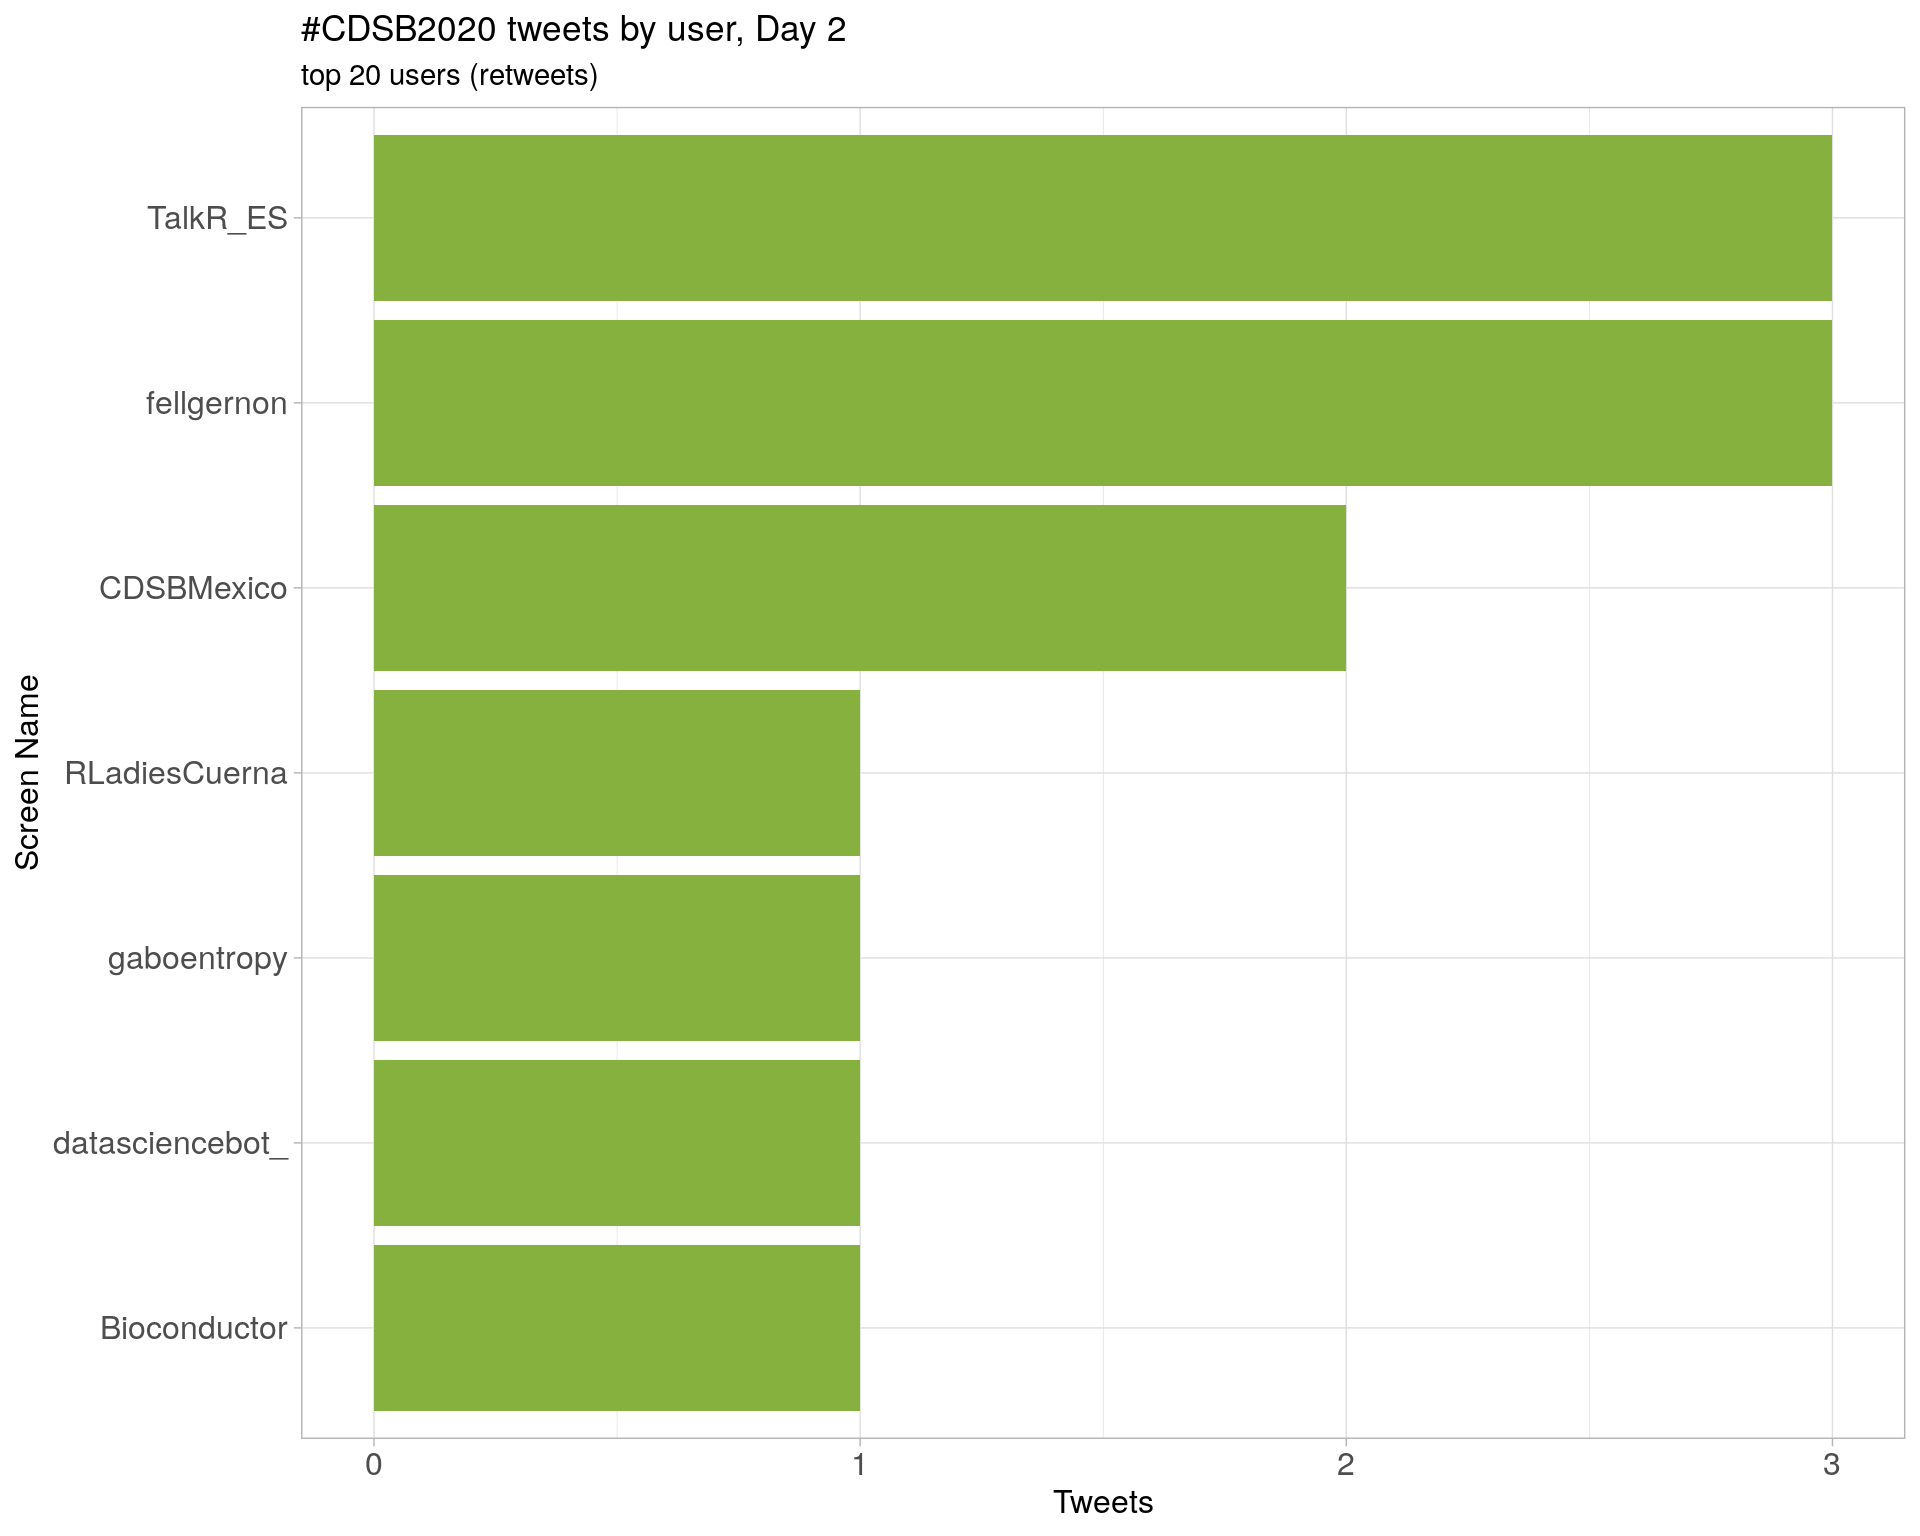 #CDSB2020 tweets by user, Day 2
top 20 users (retweets)
TalkR_ES
fellgernon
CDSBMexico
RLadiesCuerna
gaboentropy
datasciencebot_
Bioconductor
Screen Name
0 1 2 3
Tweets